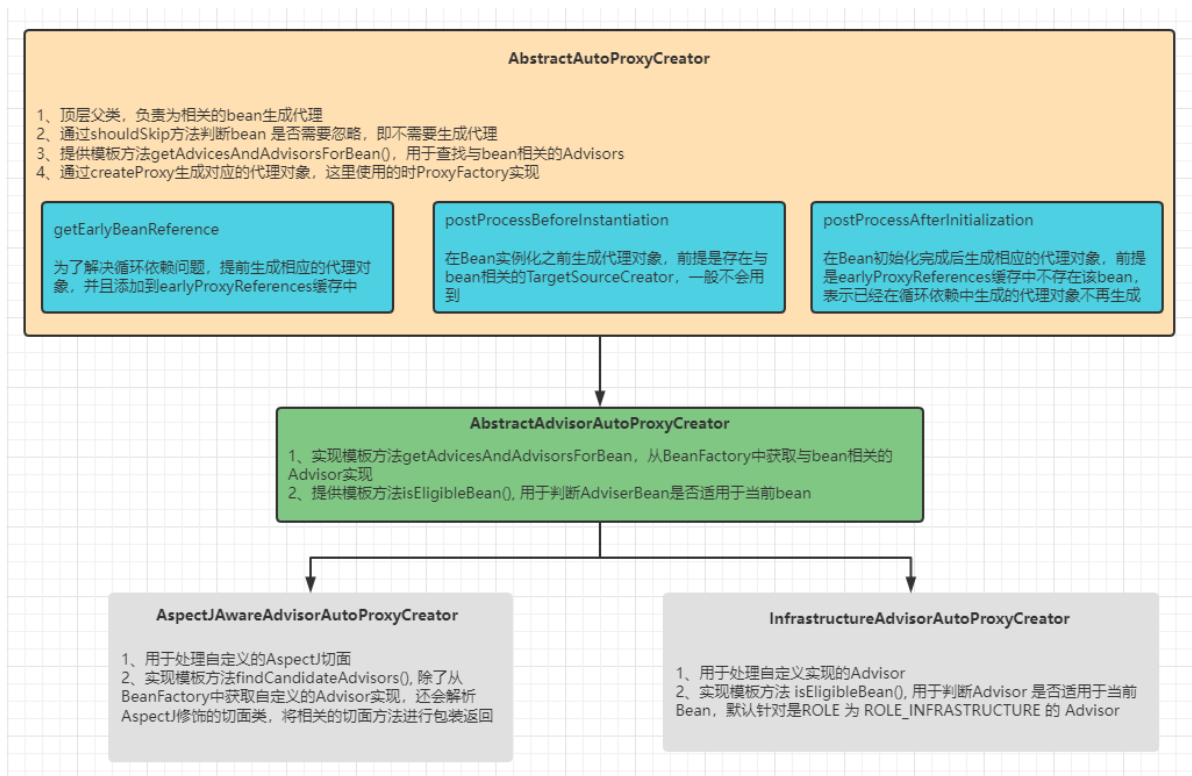 AbstractAutoProxyCreator
1、顶层父类，负责为相关的bean生成代理
2、通过shouldSkip方法判断bean 是否需要忽略，即不需要生成代理
3、提供模板方法getAdvicesAndAdvisorsForBean()，用于查找与bean相关的Advisors
4、通过createProxy生成对应的代理对象，这里使用的时ProxyFactory实现
getEarlyBeanReference
为了解决循环依赖问题，提前生成相应的代理对
象，并且添加到earlyProxyReferences缓存中
postProcessBeforeInstantiation
在Bean实例化之前生成代理对象，前提是存在与
bean相关的TargetSourceCreator，一般不会用
到
postProcessAfterInitialization
在Bean初始化完成后生成相应的代理对象，前提
是earlyProxyReferences缓存中不存在该bean，
表示已经在循环依赖中生成的代理对象不再生成
AbstractAdvisorAutoProxyCreator
1、实现模板方法getAdvicesAndAdvisorsForBean，从BeanFactory中获取与bean相关的
Advisor实现
2、提供模板方法isEligibleBean(), 用于判断AdviserBean是否适用于当前bean
AspectJAwareAdvisorAutoProxyCreator
1、用于处理自定义的AspectJ切面
2、实现模板方法findCandidateAdvisors(), 除了从
BeanFactory中获取自定义的Advisor实现，还会解析
AspectJ修饰的切面类，将相关的切面方法进行包装返回
InfrastructureAdvisorAutoProxyCreator
1、用于处理自定义实现的Advisor
2、实现模板方法 isEligibleBean(), 用于判断Advisor 是否适用于当前
Bean，默认针对是ROLE 为 ROLE_INFRASTRUCTURE 的 Advisor